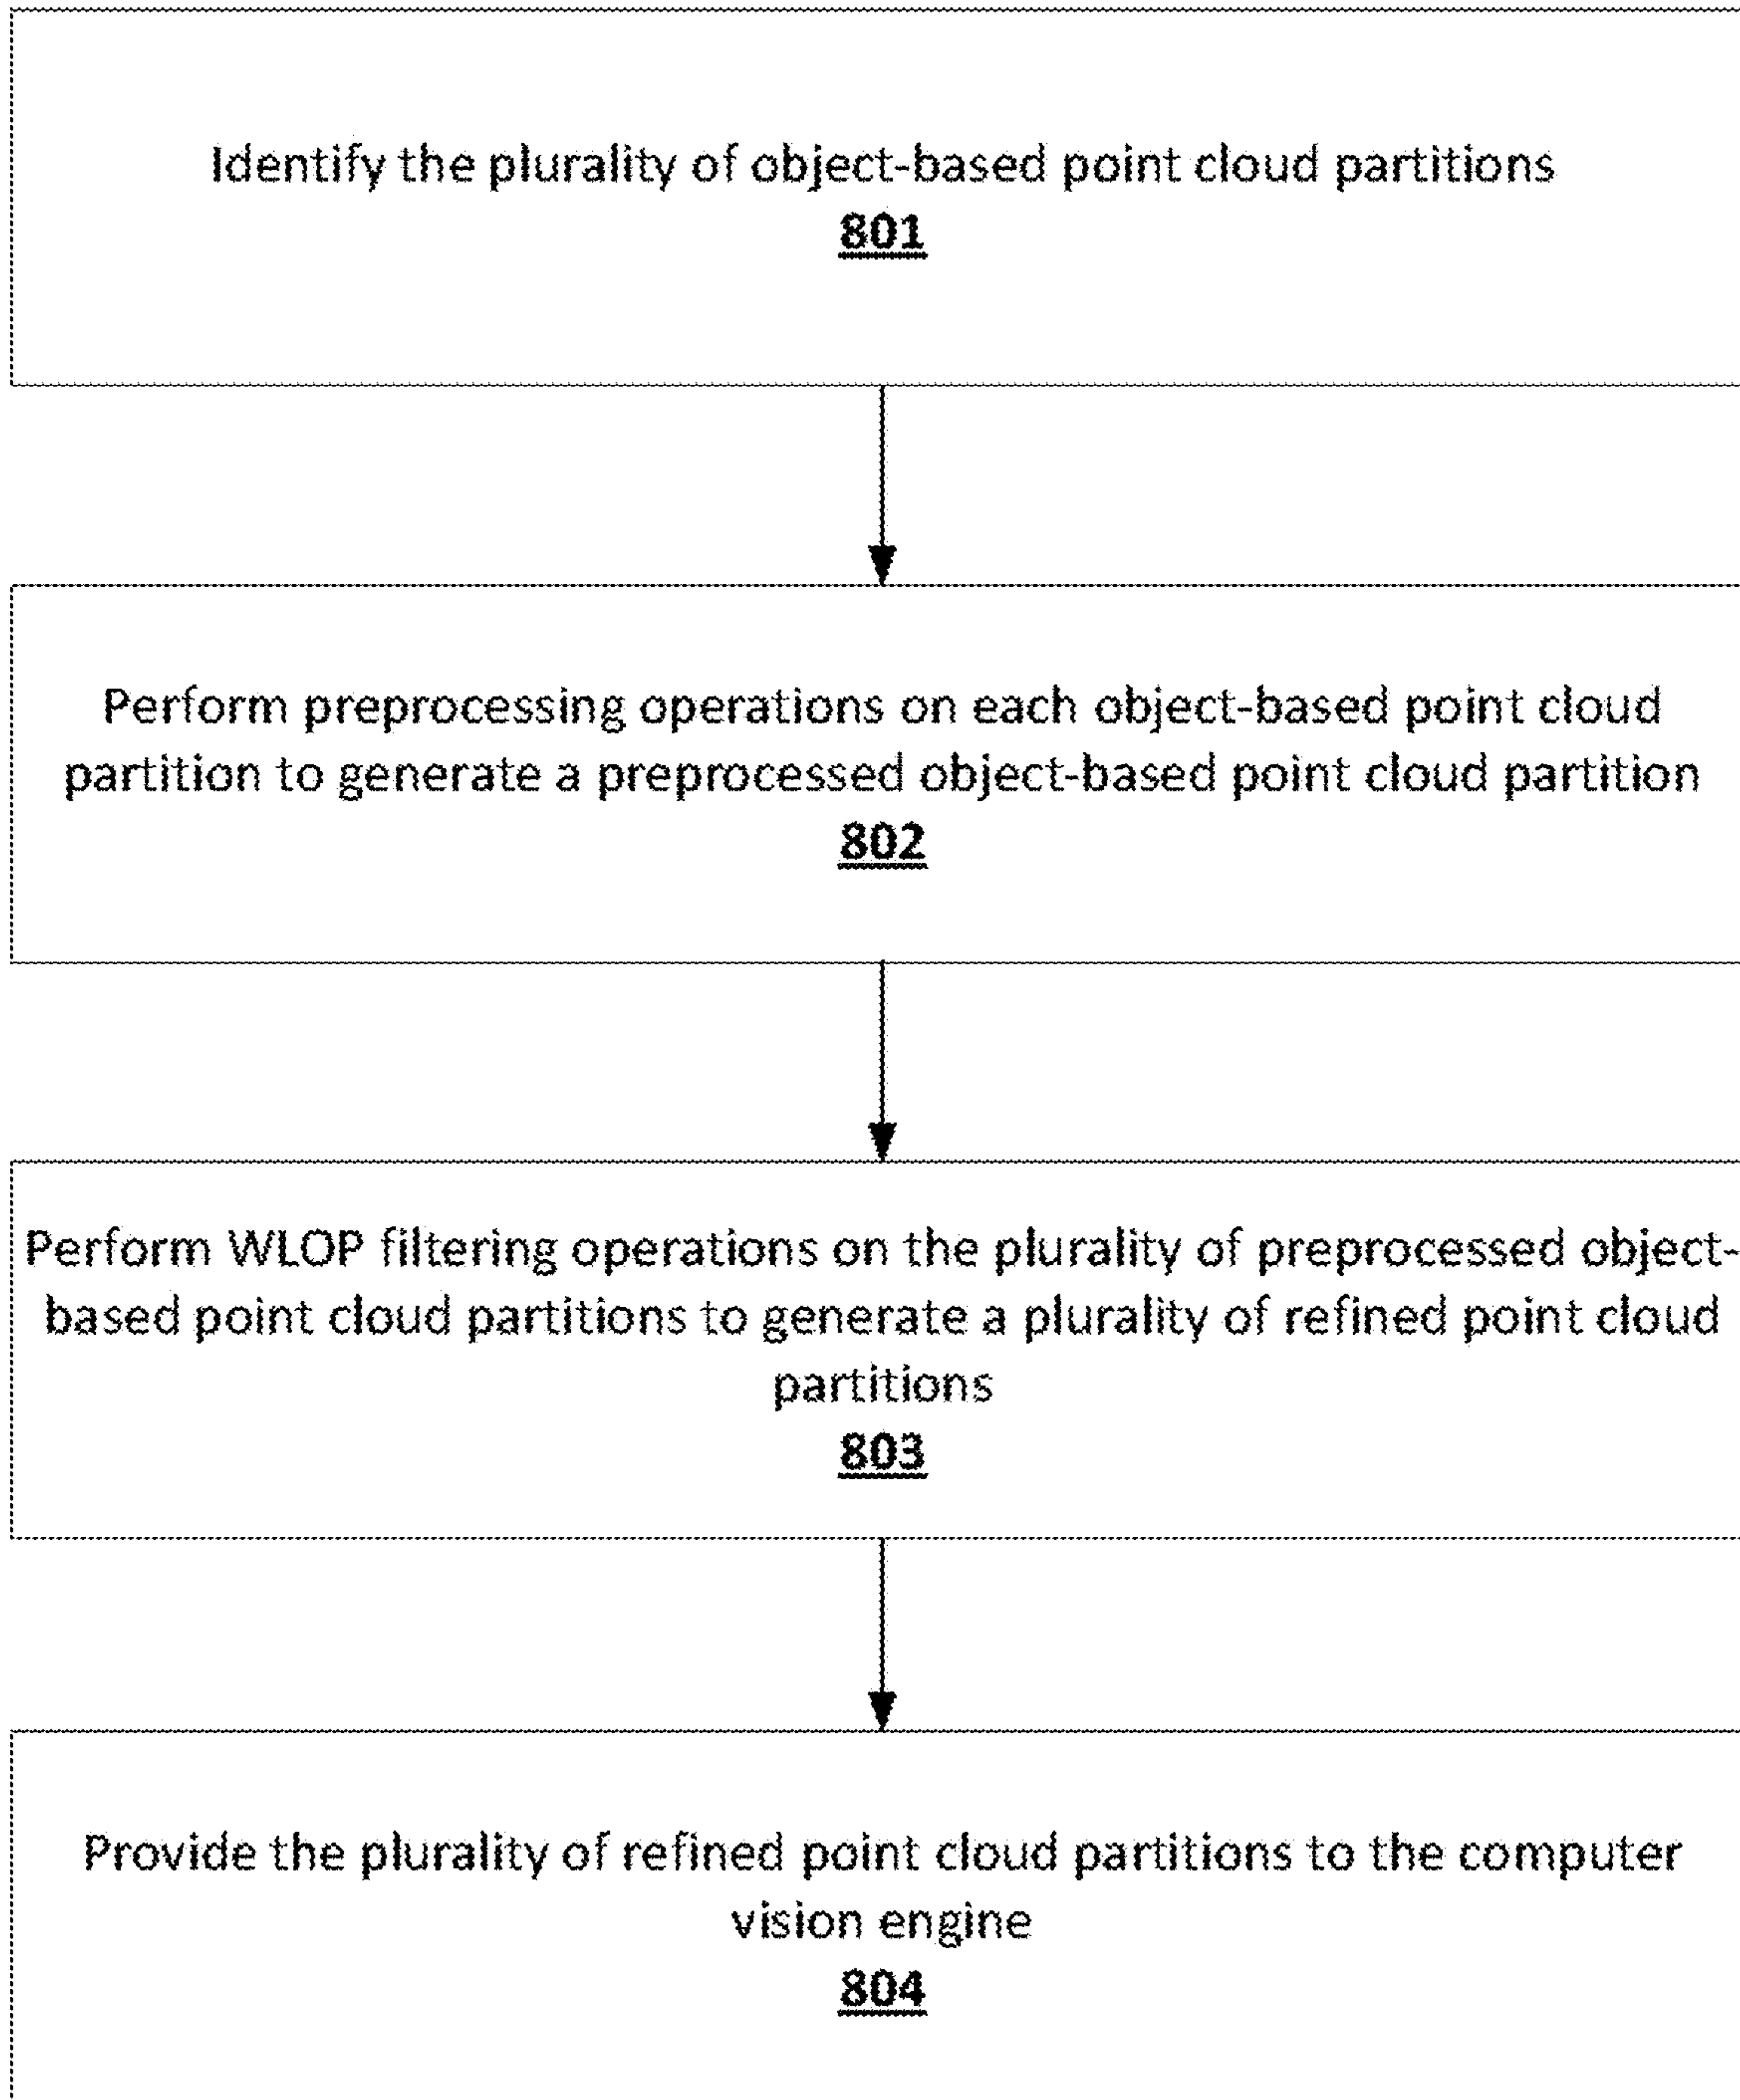 Identify the plurality of object-based point cloud partitions
801
Perform preprocessing operations on each object-based point cloud
partition to generate a preprocessed object-based point cloud partition
802
Perform WLOP filtering operations on the plurality of preprocessed object-
based point cloud partitions to generate a plurality of refined point cloud
partitions
803
Provide the plurality of refined point cloud partitions to the computer
vision engine
804